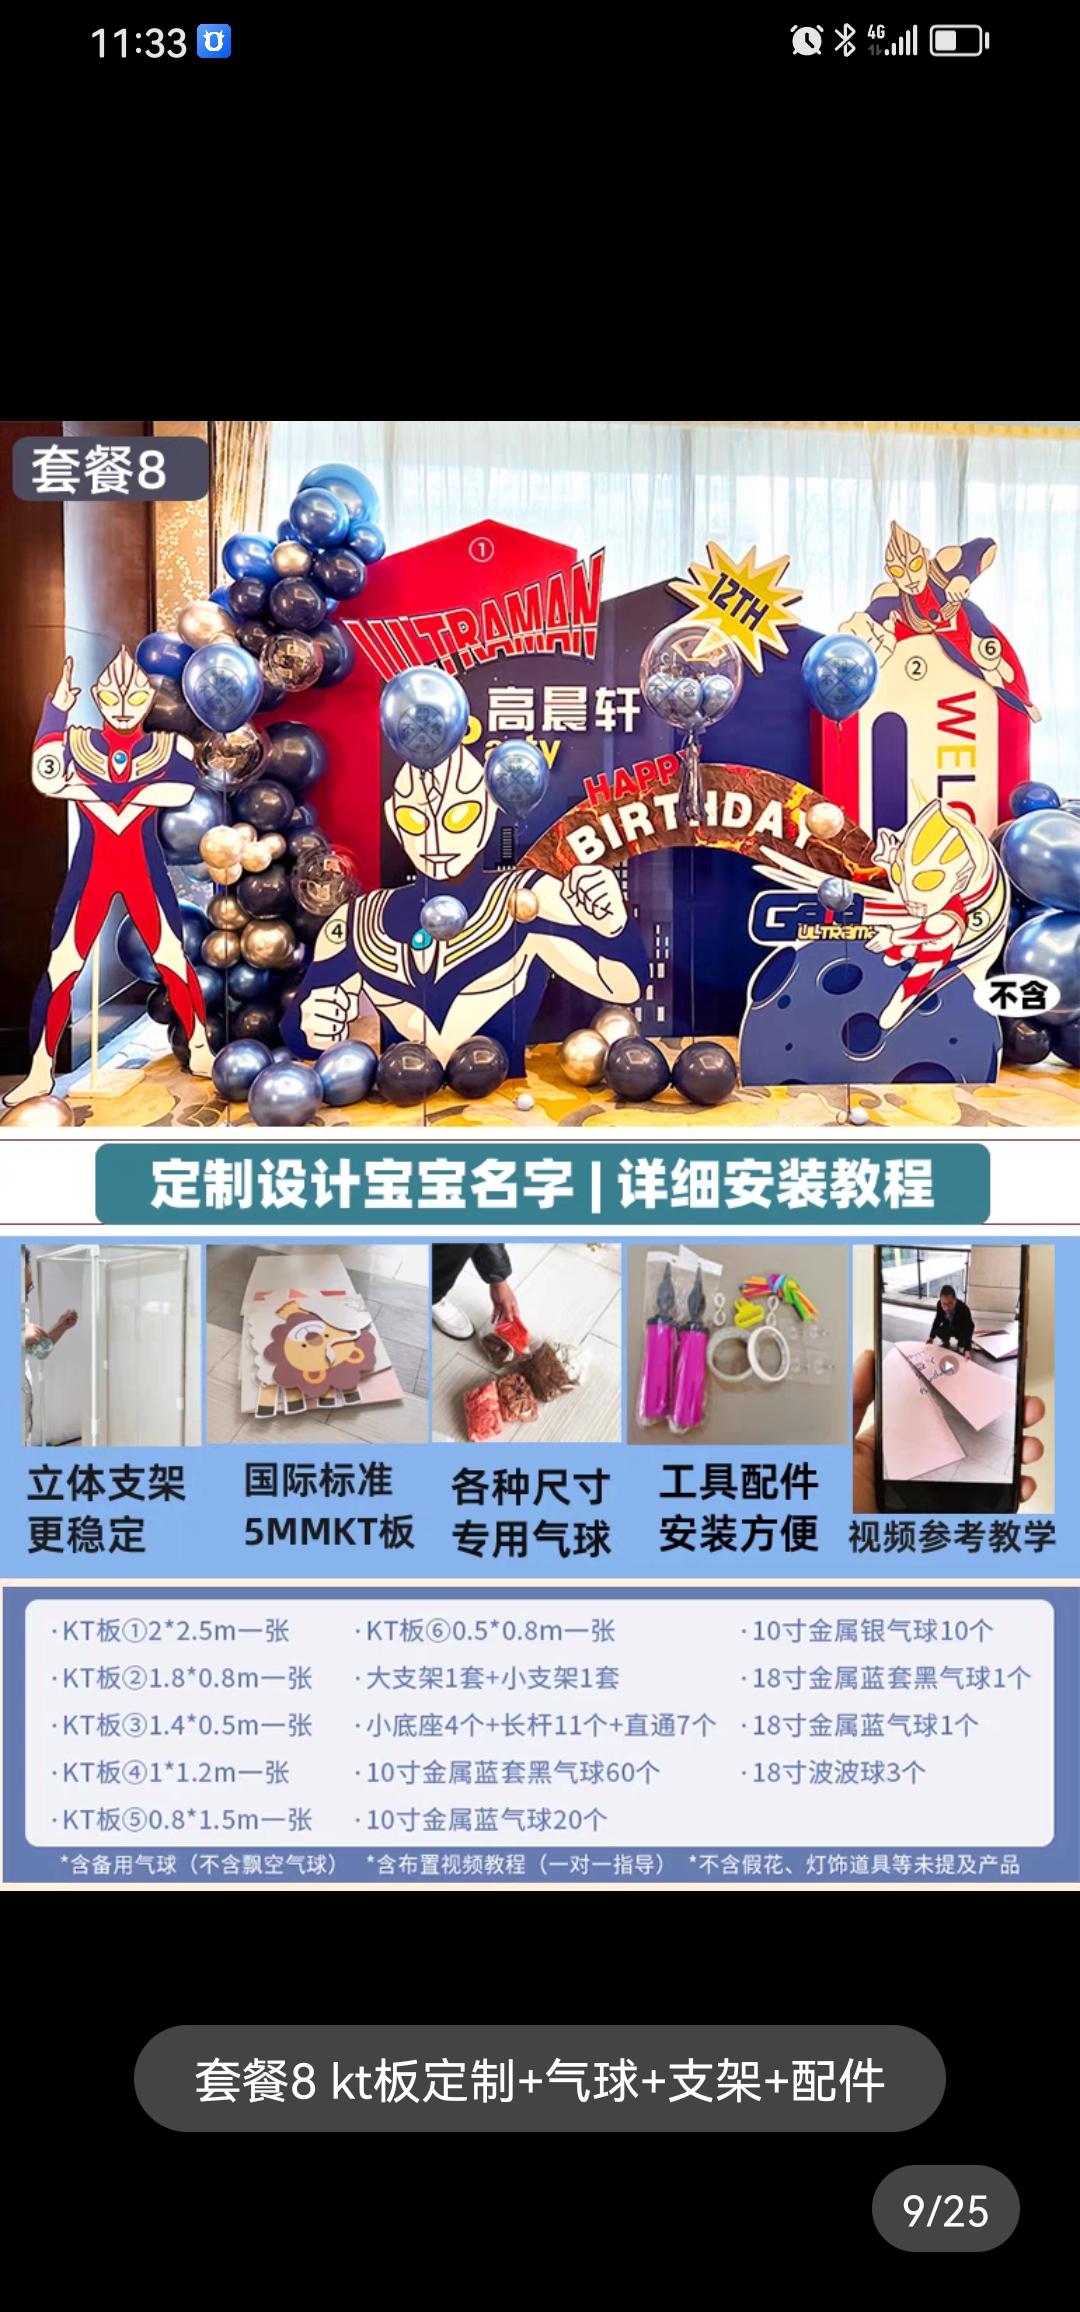 11:33
4G
套餐8
①
ULTRAMAN
高晨轩
Party
12TH
HAPPY
BIRTHDAY
②
⑥
WELC
③
④
⑤
ULTRAMA
不含
定制设计宝宝名字 | 详细安装教程
立体支架
更稳定
国际标准
5MMKT板
各种尺寸
专用气球
工具配件
安装方便
视频参考教学
·KT板①2*2.5m一张
·KT板②1.8*0.8m一张
·KT板③1.4*0.5m一张
·KT板④1*1.2m一张
·KT板⑤0.8*1.5m一张
·KT板⑥0.5*0.8m一张
·大支架1套+小支架1套
·小底座4个+长杆11个+直通7个
·10寸金属蓝套黑气球60个
·10寸金属蓝气球20个
·10寸金属银气球10个
·18寸金属蓝套黑气球1个
·18寸金属蓝气球1个
·18寸波波球3个
*含备用气球（不含飘空气球） *含布置视频教程（一对一指导） *不含假花、灯饰道具等未提及产品
套餐8 kt板定制+气球+支架+配件
9/25